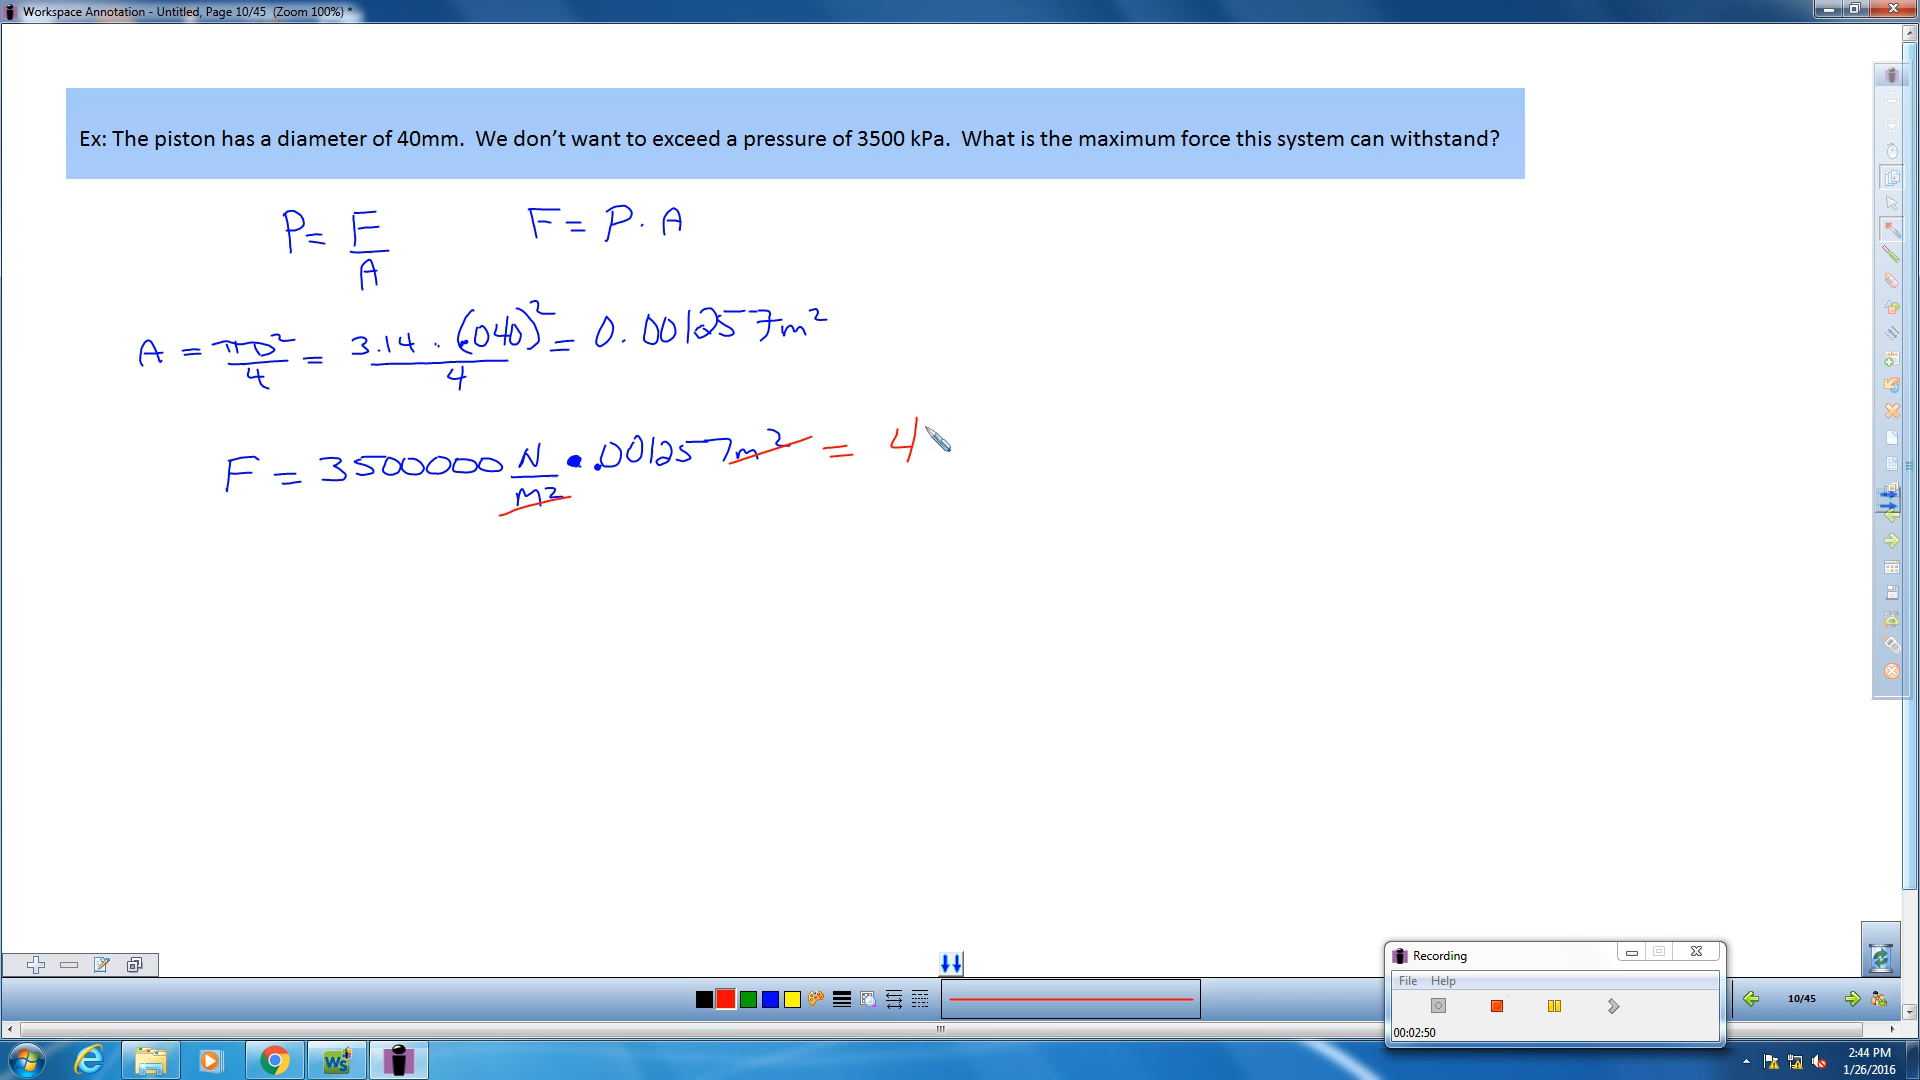 Workspace Annotation - Untitled, Page 10/45 (Zoom 100%) *
Ex: The piston has a diameter of 40mm. We don't want to exceed a pressure of 3500 kPa. What is the maximum force this system can withstand?
P = F/A F = P · A
A = πD²/4 = 3.14 · (.040)²/4 = 0.001257m²
F = 3500000 N/m² • .001257m² = 4
Recording
File Help
00:02:50
10/45
2:44 PM
1/26/2016